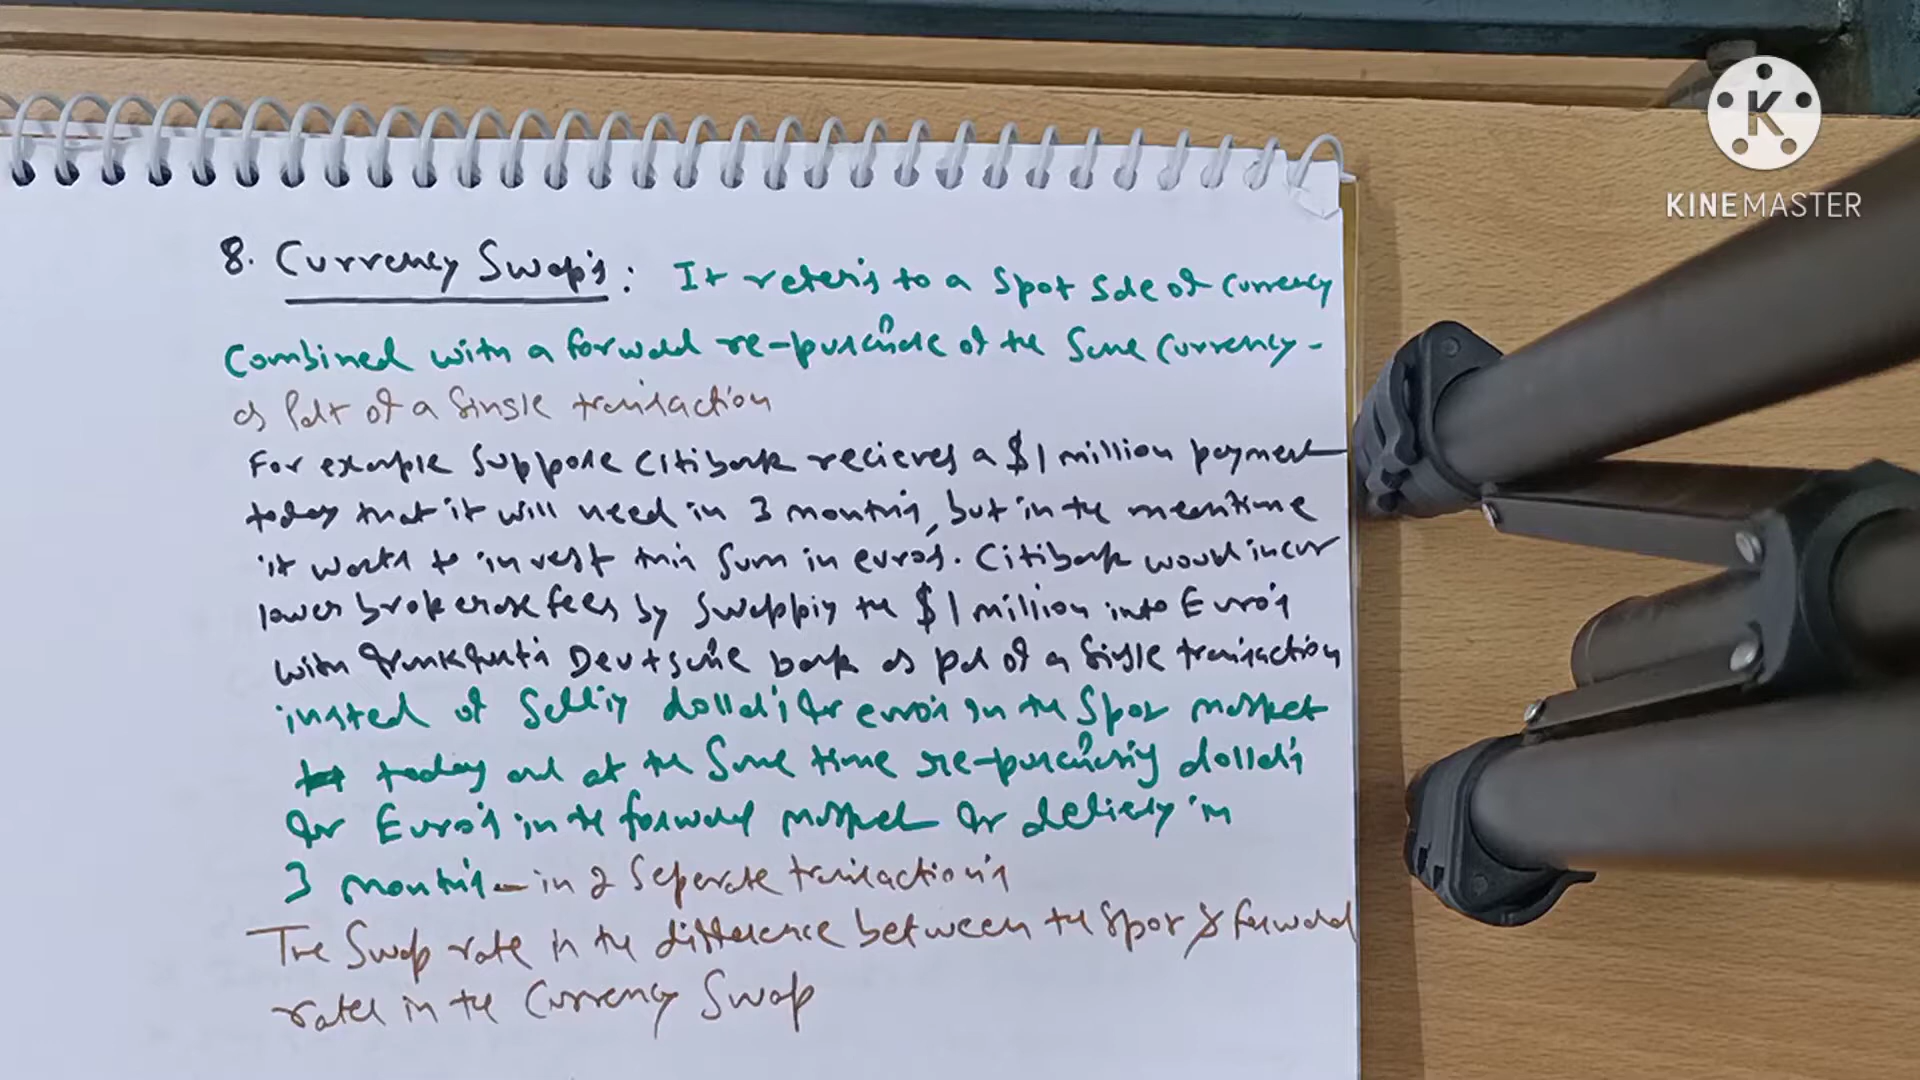 8. Currency Swap's : It refer's to a Spot Sale of Currency
Combined with a forward re-purchase of the Same Currency -
as Part of a Single transaction
For example Suppose Citibank recieves a $1 million payment
today that it will need in 3 months, but in the meantime
it wants to invest this Sum in euros. Citibank would incur
lower brokerage fees by Swapping the $1 million into Euro's
with Frankfurt's Deutsche bank as part of a Single transaction
instead of Selling dollar's for euro's in the Spot market
today and at the Same time re-purchasing dollar's
for Euro's in the forward market for delivery in
3 months - in 2 Seperate transaction's
The Swap rate is the difference between the Spot & forward
rates in the Currency Swap
K
KINEMASTER